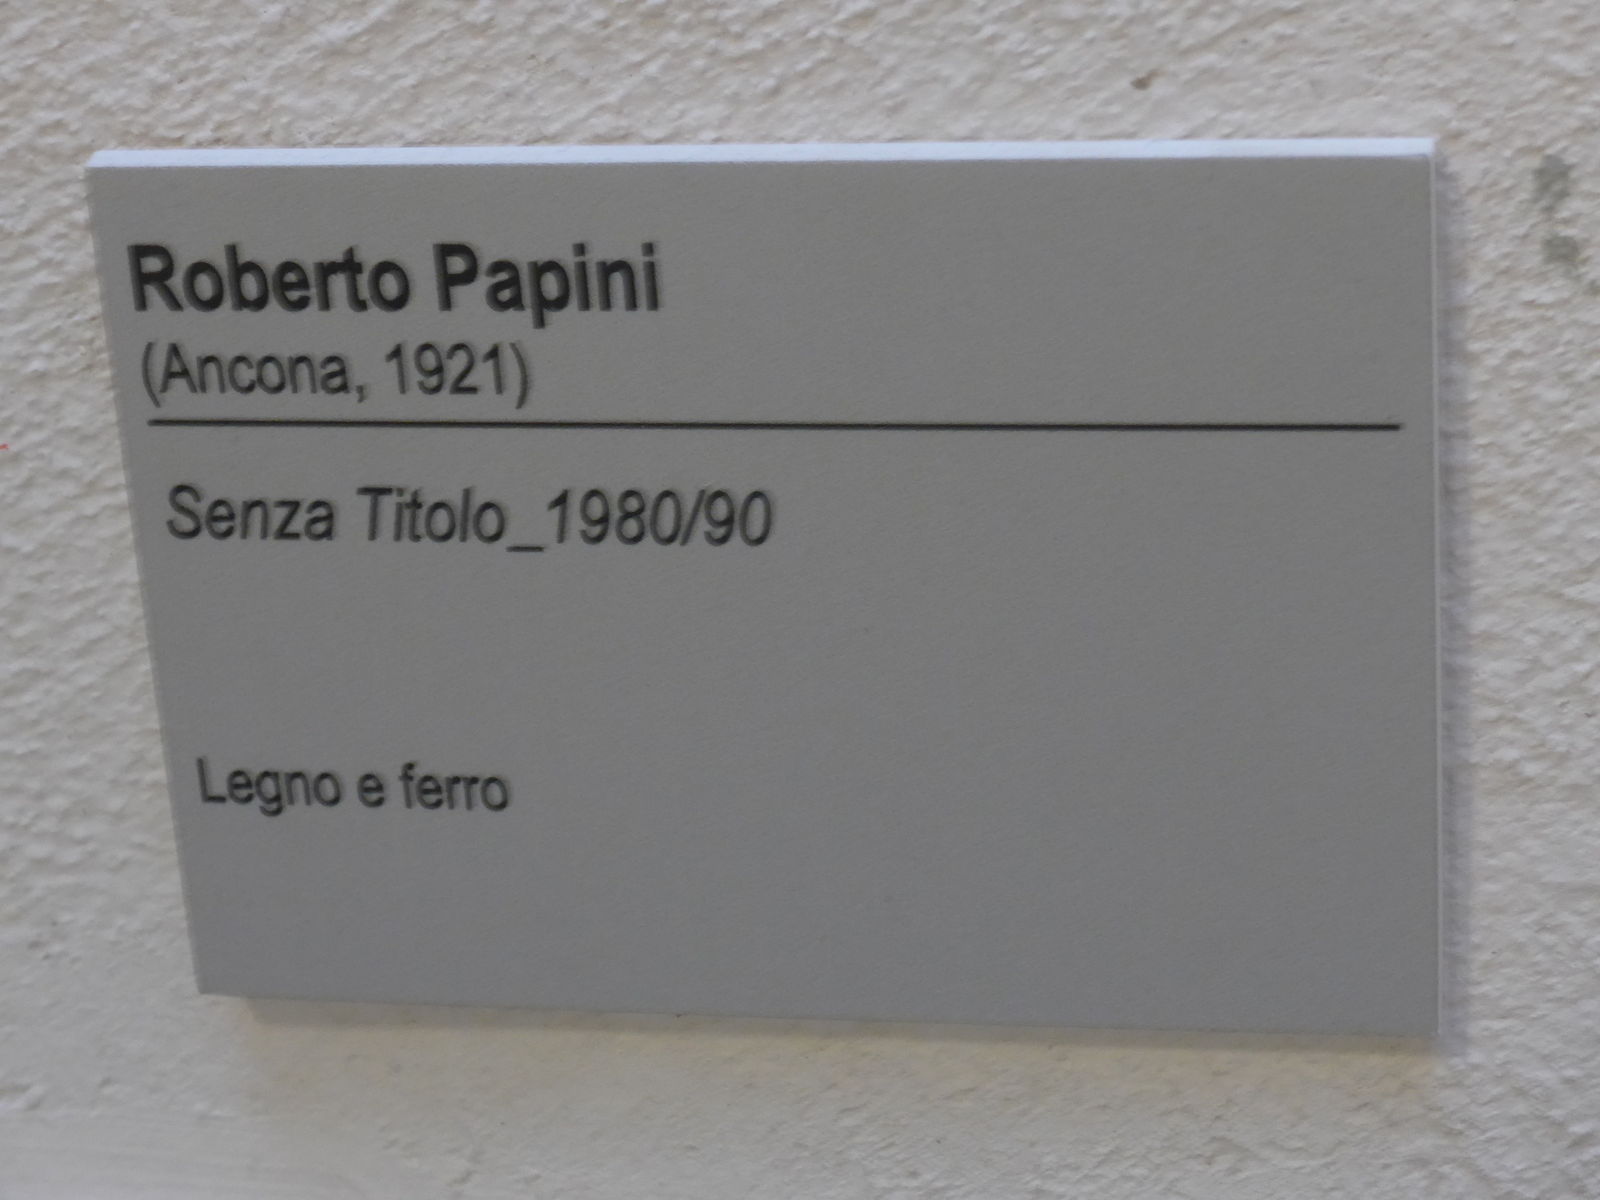 Roberto Papini
(Ancona, 1921)
Senza Titolo_1980/90
Legno e ferro